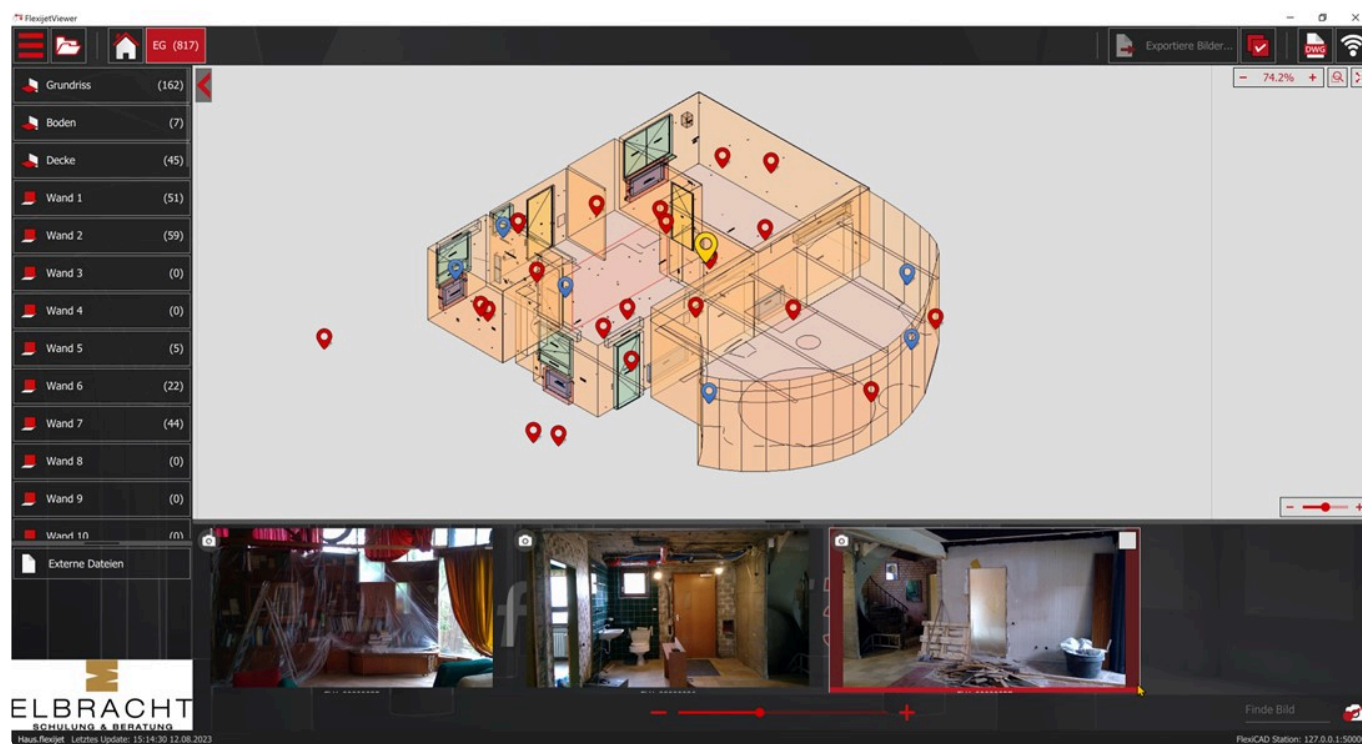 FlexijetViewer
EG (817)
Exportiere Bilder...
DWG
Grundriss (162)
74.2%
Boden (7)
Decke (45)
Wand 1 (51)
Wand 2 (59)
Wand 3 (0)
Wand 4 (0)
Wand 5 (5)
Wand 6 (22)
Wand 7 (44)
Wand 8 (0)
Wand 9 (0)
Wand 10 (0)
Externe Dateien
ELBRACHT
SCHULUNG & BERATUNG
Finde Bild
Haus.flexijet Letztes Update: 15:14:30 12.08.2023
FlexiCAD Station: 127.0.0.1:5000